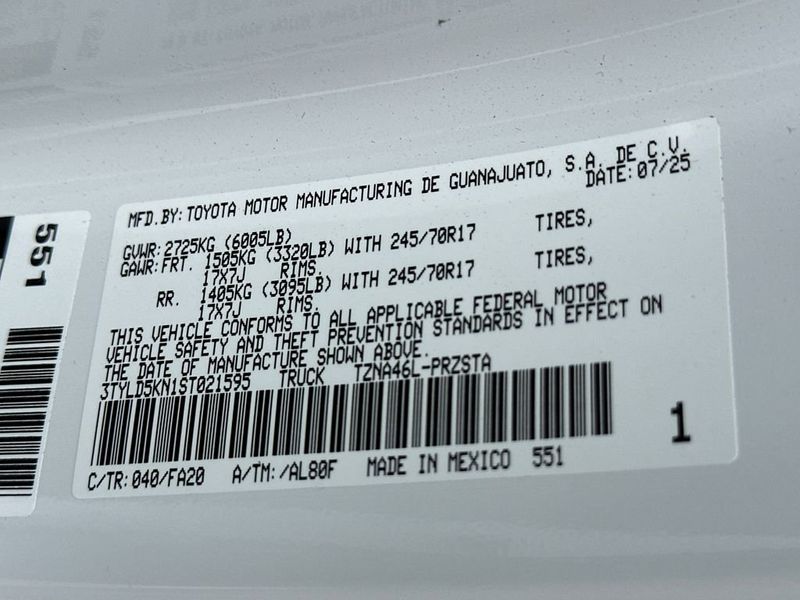 MFD.BY: TOYOTA MOTOR MANUFACTURING DE GUANAJUATO, S.A. DE C.V.
DATE: 07/25
GVWR: 2725KG (6005LB)
GAWR: FRT. 1505KG (3320LB) WITH 245/70R17 TIRES,
17X7J RIMS.
RR. 1405KG (3095LB) WITH 245/70R17 TIRES,
17X7J RIMS.
THIS VEHICLE CONFORMS TO ALL APPLICABLE FEDERAL MOTOR
VEHICLE SAFETY AND THEFT PREVENTION STANDARDS IN EFFECT ON
THE DATE OF MANUFACTURE SHOWN ABOVE.
3TYLD5KN1ST021595 TRUCK TZNA46L-PRZSTA
1
C/TR: 040/FA20 A/TM: /AL80F MADE IN MEXICO 551
551